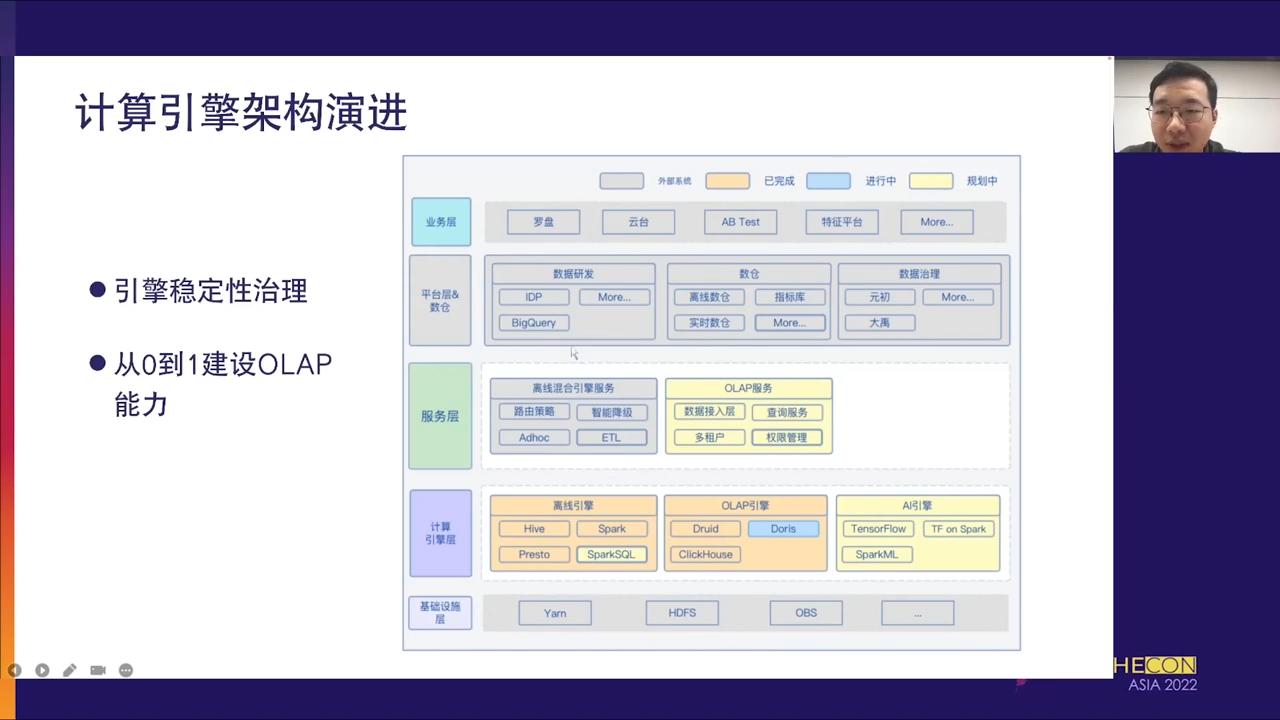 计算引擎架构演进
引擎稳定性治理
从0到1建设OLAP
能力
外部系统
已完成
进行中
规划中
业务层
罗盘
云台
AB Test
特征平台
More...
平台层&
数仓
数据研发
IDP
More...
BigQuery
数仓
离线数仓
指标库
实时数仓
More...
数据治理
元初
More...
大禹
服务层
离线混合引擎服务
路由策略
智能降级
Adhoc
ETL
OLAP服务
数据接入层
查询服务
多租户
权限管理
计算
引擎层
离线引擎
Hive
Spark
Presto
SparkSQL
OLAP引擎
Druid
Doris
ClickHouse
AI引擎
TensorFlow
TF on Spark
SparkML
基础设施
层
Yarn
HDFS
OBS
...
HECON
ASIA 2022